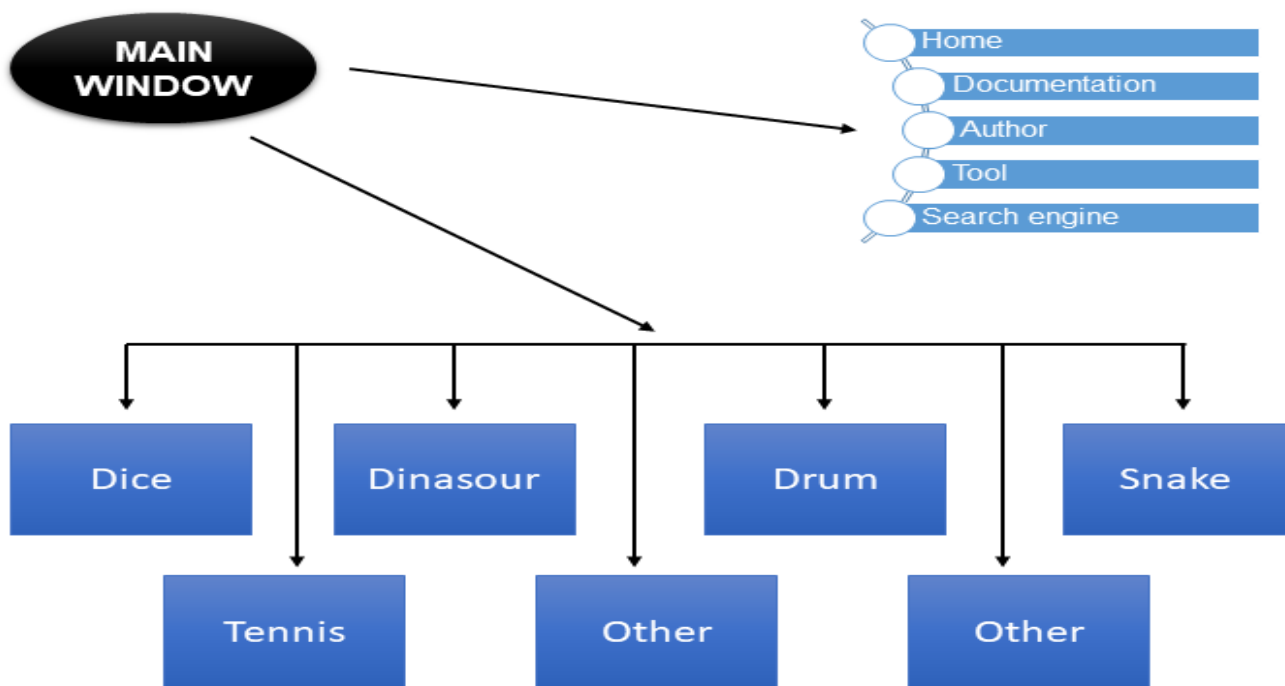 MAIN
WINDOW
Home
Documentation
Author
Tool
Search engine
Dice
Dinasour
Drum
Snake
Tennis
Other
Other